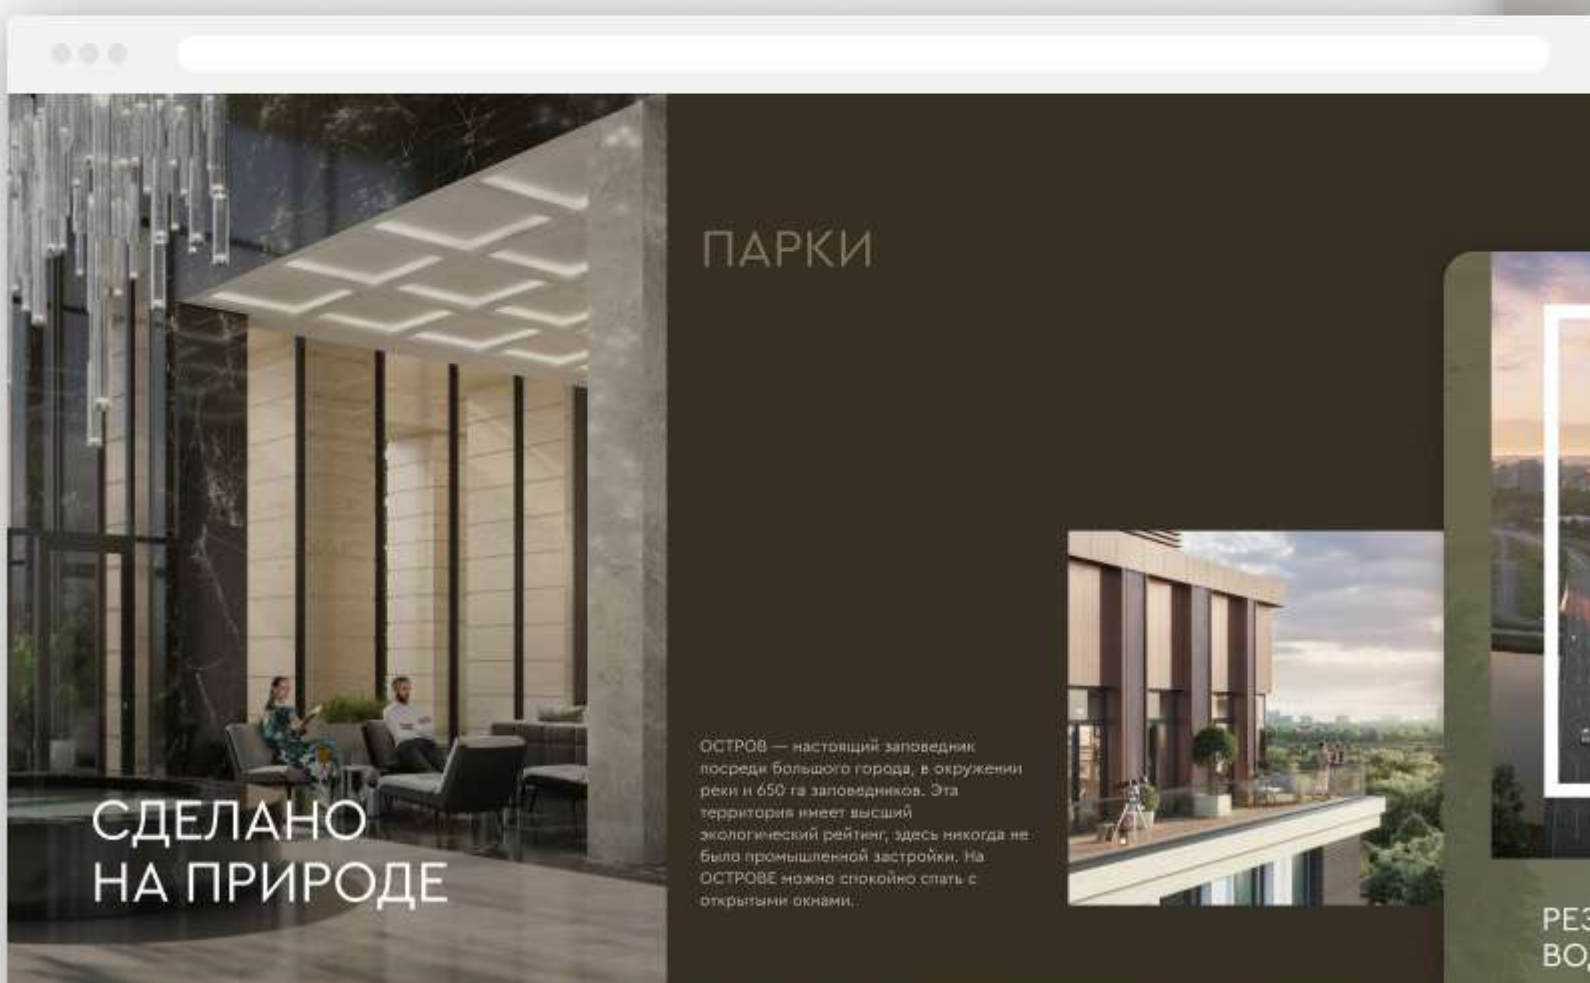 ПАРКИ
ОСТРОВ — настоящий заповедник
посреди большого города, в окружении
реки и 650 га заповедников. Эта
территория имеет высший
экологический рейтинг, здесь никогда не
было промышленной застройки. На
ОСТРОВЕ можно спокойно спать с
открытыми окнами.
СДЕЛАНО
НА ПРИРОДЕ